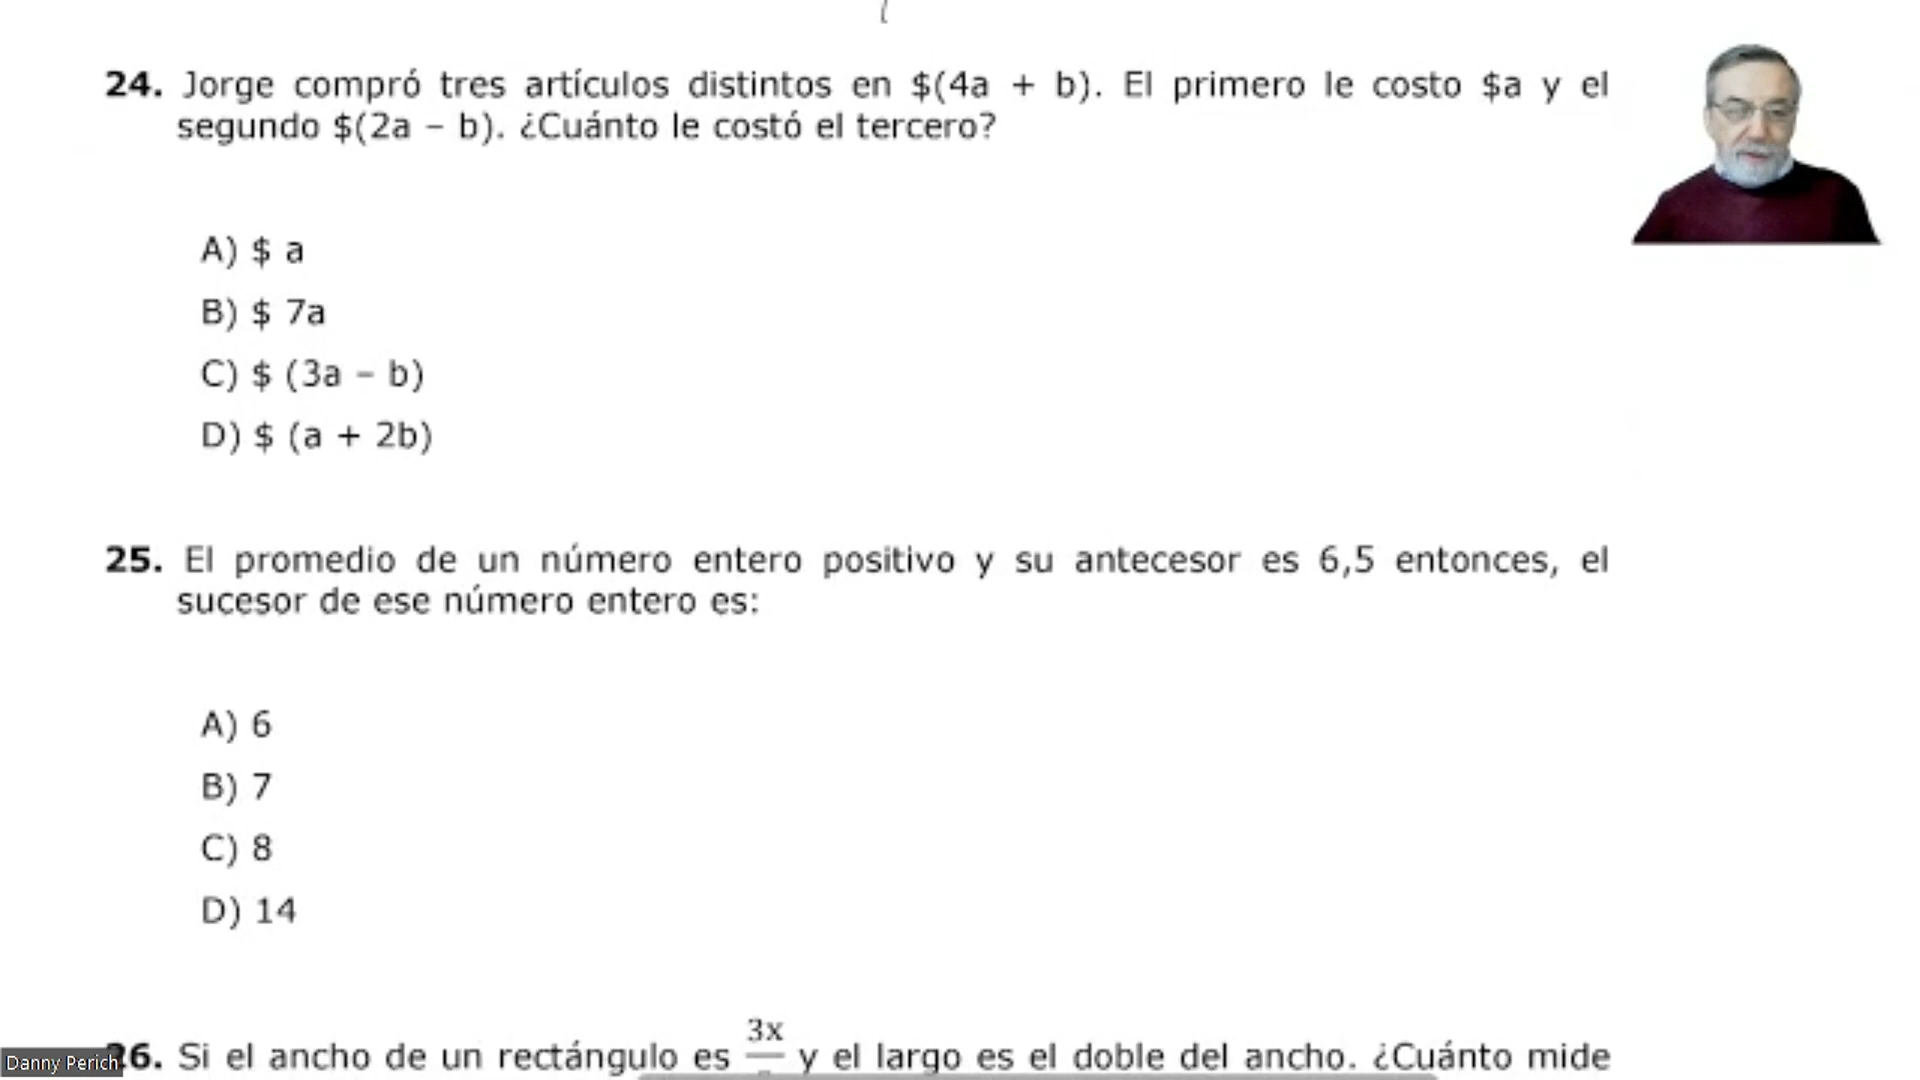 24. Jorge compró tres artículos distintos en $(4a + b). El primero le costo $a y el
segundo $(2a – b). ¿Cuánto le costó el tercero?
A) $ a
B) $ 7a
C) $ (3a – b)
D) $ (a + 2b)
25. El promedio de un número entero positivo y su antecesor es 6,5 entonces, el
sucesor de ese número entero es:
A) 6
B) 7
C) 8
D) 14
26. Si el ancho de un rectángulo es 3x y el largo es el doble del ancho. ¿Cuánto mide
Danny Perich